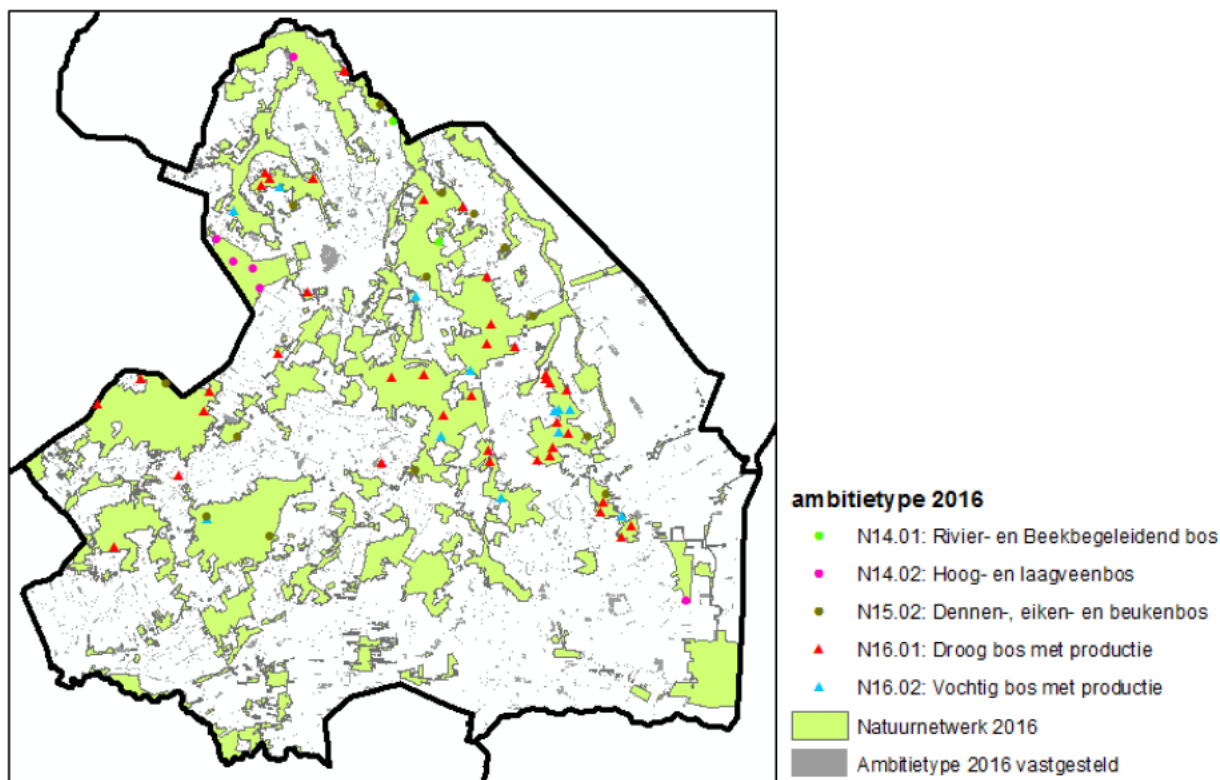 ambitietype 2016
N14.01: Rivier- en Beekbegeleidend bos
N14.02: Hoog- en laagveenbos
N15.02: Dennen-, eiken- en beukenbos
N16.01: Droog bos met productie
N16.02: Vochtig bos met productie
Natuurnetwerk 2016
Ambitietype 2016 vastgesteld